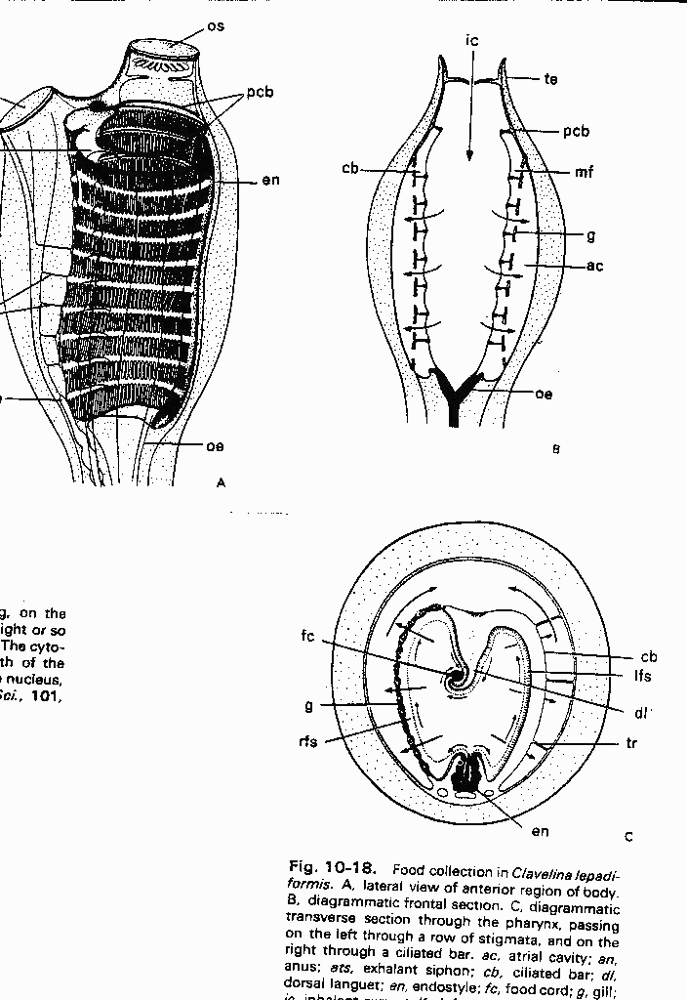 os
pcb
en
oe
A
ic
te
pcb
cb
mf
g
ac
oe
B
g, on the
ight or so
The cyto-
th of the
nucleus,
Sci., 101,
fc
cb
lfs
g
dl
rfs
tr
en
C
Fig. 10-18. Food collection in Clavelina lepadi-
formis. A, lateral view of anterior region of body.
B, diagrammatic frontal section. C, diagrammatic
transverse section through the pharynx, passing
on the left through a row of stigmata, and on the
right through a ciliated bar. ac, atrial cavity; an,
anus; ats, exhalant siphon; cb, ciliated bar; dl,
dorsal languet; en, endostyle; fc, food cord; g, gill;